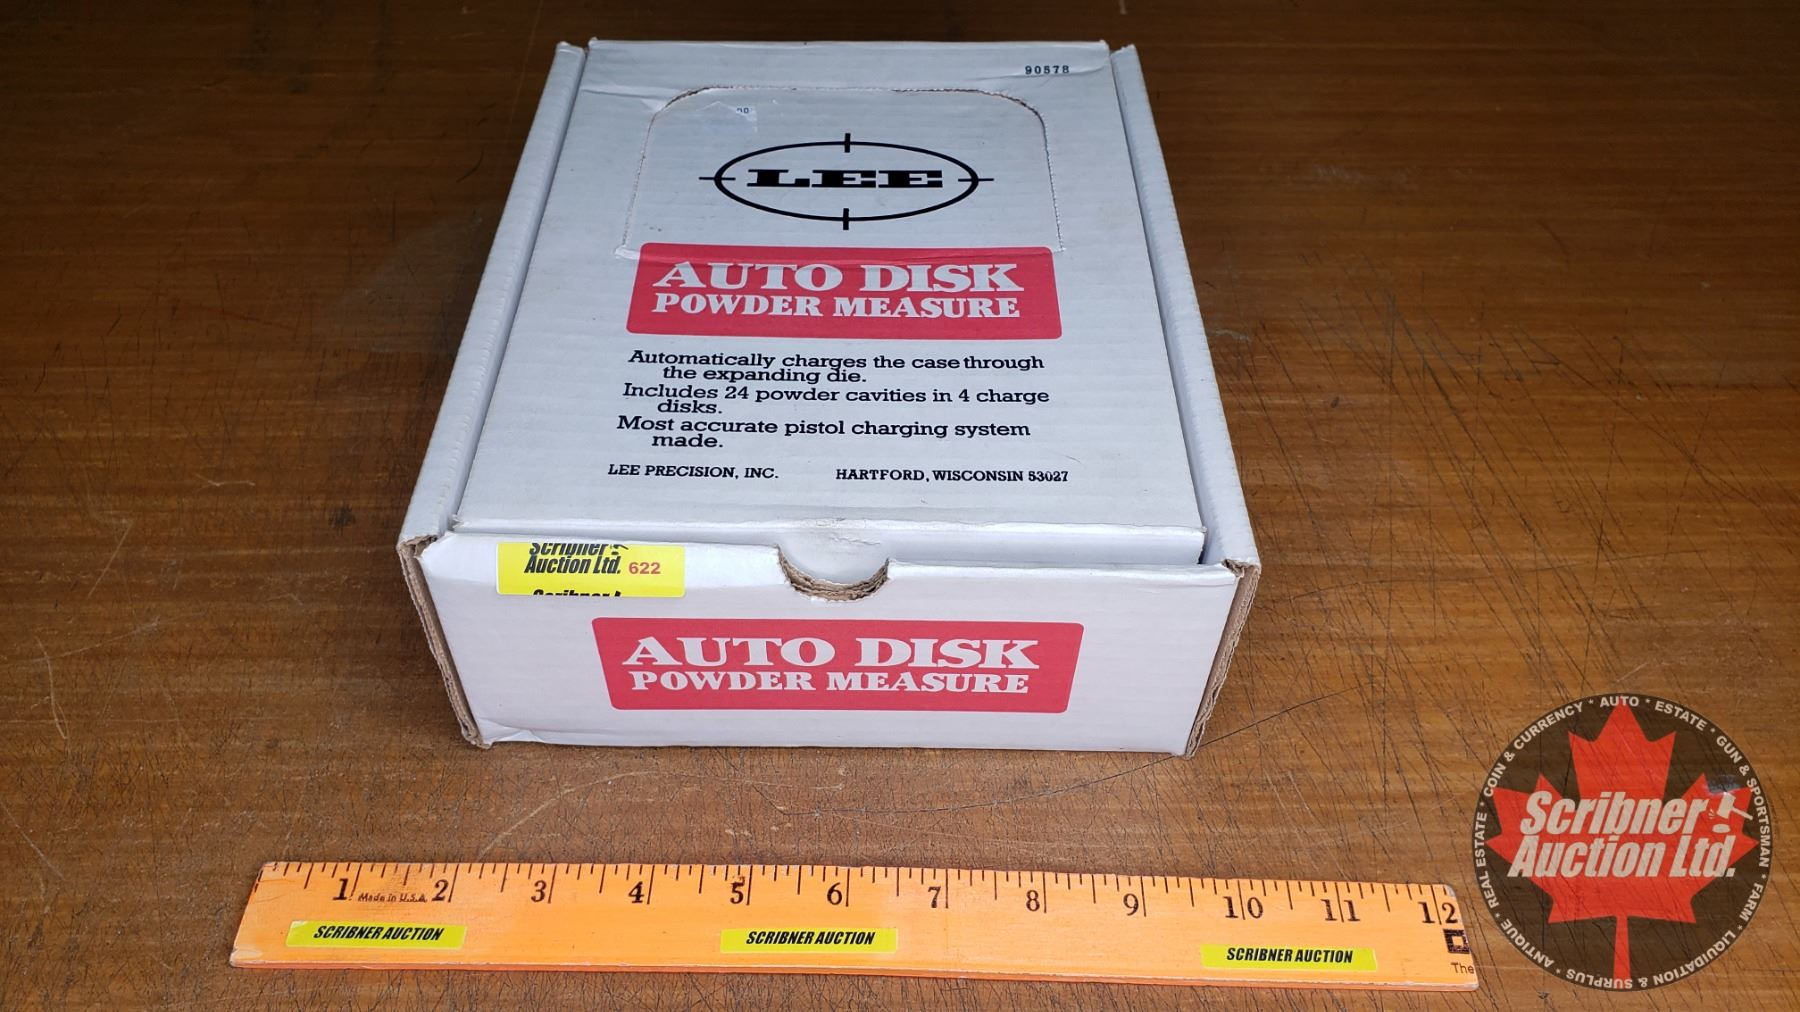 90578
LEE
AUTO DISK
POWDER MEASURE
Automatically charges the case through
the expanding die.
Includes 24 powder cavities in 4 charge
disks.
Most accurate pistol charging system
made.
LEE PRECISION, INC. HARTFORD, WISCONSIN 53027
Scribner
Auction Ltd. 622
Scribner
AUTO DISK
POWDER MEASURE
1 2 3 4 5 6 7 8 9 10 11 12
Made in U.S.A.
The
SCRIBNER AUCTION SCRIBNER AUCTION SCRIBNER AUCTION
ANTIQUE * REAL ESTATE * COIN & CURRENCY * AUTO * ESTATE * GUN & SPORTSMAN * FARM * LIQUIDATION & SURPLUS *
Scribner
Auction Ltd.